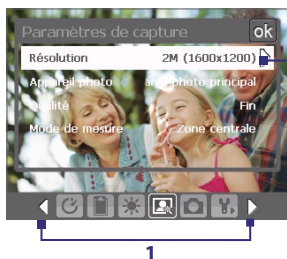 Paramètres de capture ok
Résolution 2M (1600x1200)
Appareil photo photo principal
Qualité Fin
Mode de mesure Zone centrale
1